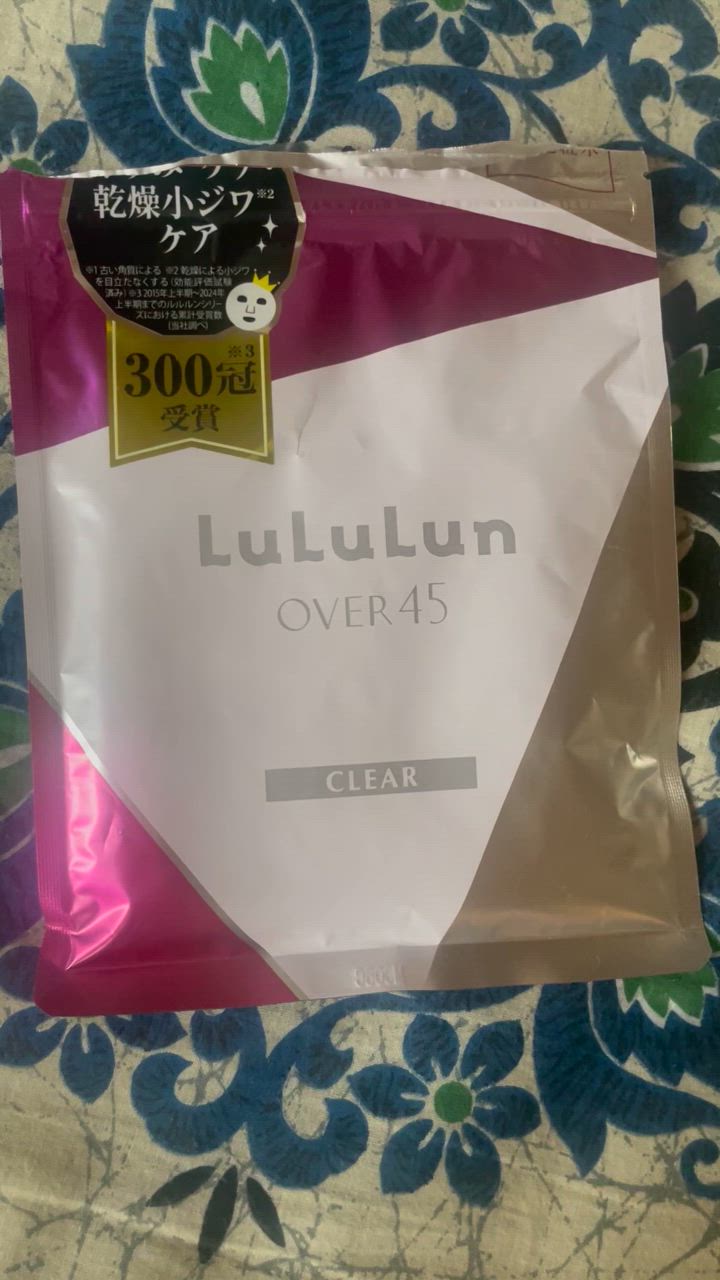 乾燥小ジワ※2
ケア
※1 古い角質による ※2 乾燥による小ジワ
を目立たなくする（効能評価試験
済み）※3 2015年上半期～2024年
上半期までのルルルンシリー
ズにおける累計受賞数
（当社調べ）
※3
300冠
受賞
LuLuLun
OVER45
CLEAR